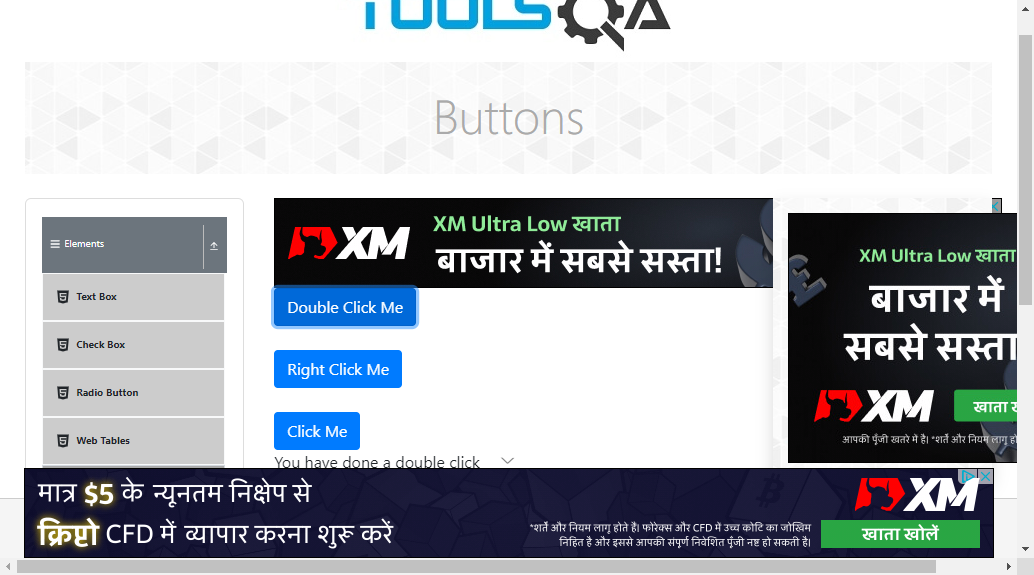 TOOLSQA
Buttons
Elements
Text Box
Check Box
Radio Button
Web Tables
XM
XM Ultra Low खाता
बाजार में सबसे सस्ता!
Double Click Me
Right Click Me
Click Me
You have done a double click
XM Ultra Low खाता
बाजार में
सबसे सस्ता
XM
खाता
आपकी पूँजी खतरे में है। *शर्तें और नियम लागू हो
मात्र $5 के न्यूनतम निक्षेप से
क्रिप्टो CFD में व्यापार करना शुरू करें
*शर्तें और नियम लागू होते हैं। फोरेक्स और CFD में उच्च कोटि का जोखिम
निहित है और इससे आपकी संपूर्ण निवेशित पूँजी नष्ट हो सकती है।
XM
खाता खोलें